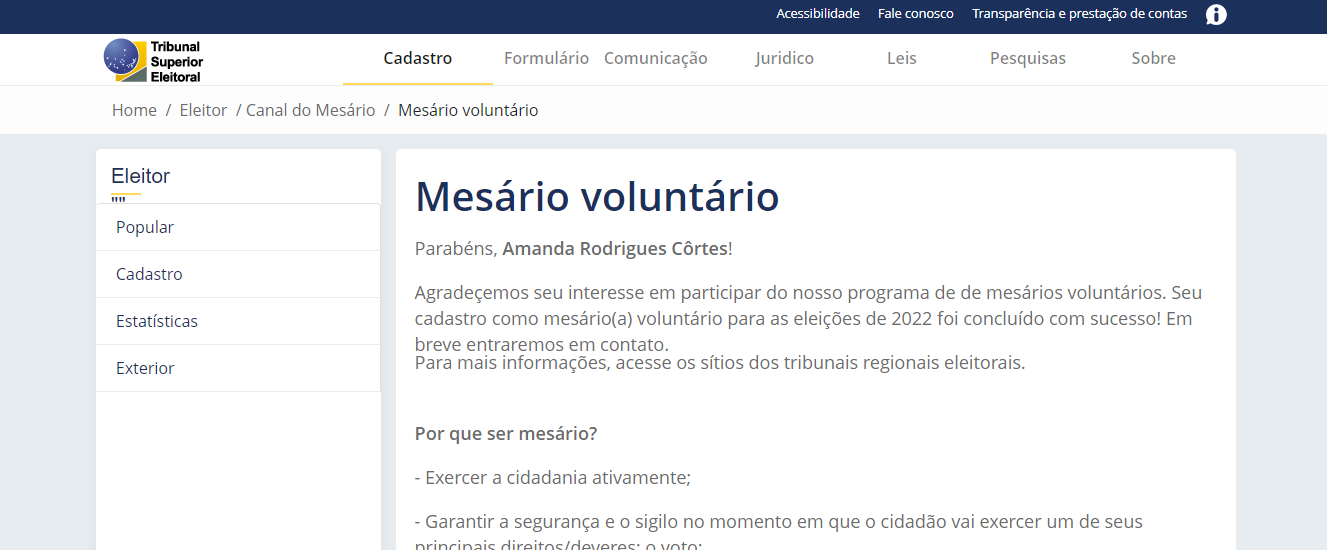 Acessibilidade Fale conosco Transparência e prestação de contas
Tribunal
Superior
Eleitoral
Cadastro Formulário Comunicação Juridico Leis Pesquisas Sobre
Home / Eleitor / Canal do Mesário / Mesário voluntário
Eleitor
""
Popular
Cadastro
Estatísticas
Exterior
Mesário voluntário
Parabéns, Amanda Rodrigues Côrtes!
Agradeçemos seu interesse em participar do nosso programa de de mesários voluntários. Seu
cadastro como mesário(a) voluntário para as eleições de 2022 foi concluído com sucesso! Em
breve entraremos em contato.
Para mais informações, acesse os sítios dos tribunais regionais eleitorais.
Por que ser mesário?
- Exercer a cidadania ativamente;
- Garantir a segurança e o sigilo no momento em que o cidadão vai exercer um de seus
principais direitos/deveres: o voto;